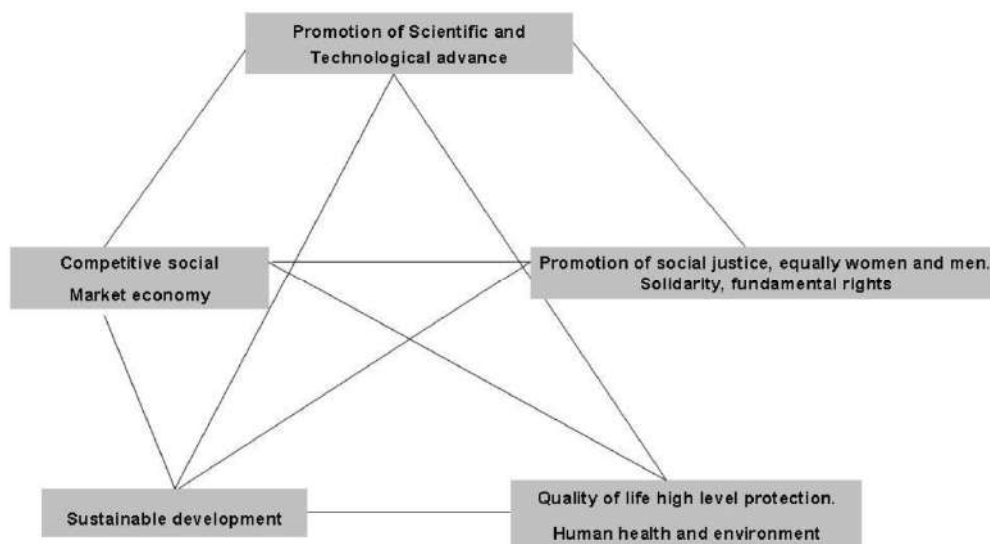 Promotion of Scientific and
Technological advance
Competitive social
Market economy
Promotion of social justice, equally women and men.
Solidarity, fundamental rights
Sustainable development
Quality of life high level protection.
Human health and environment